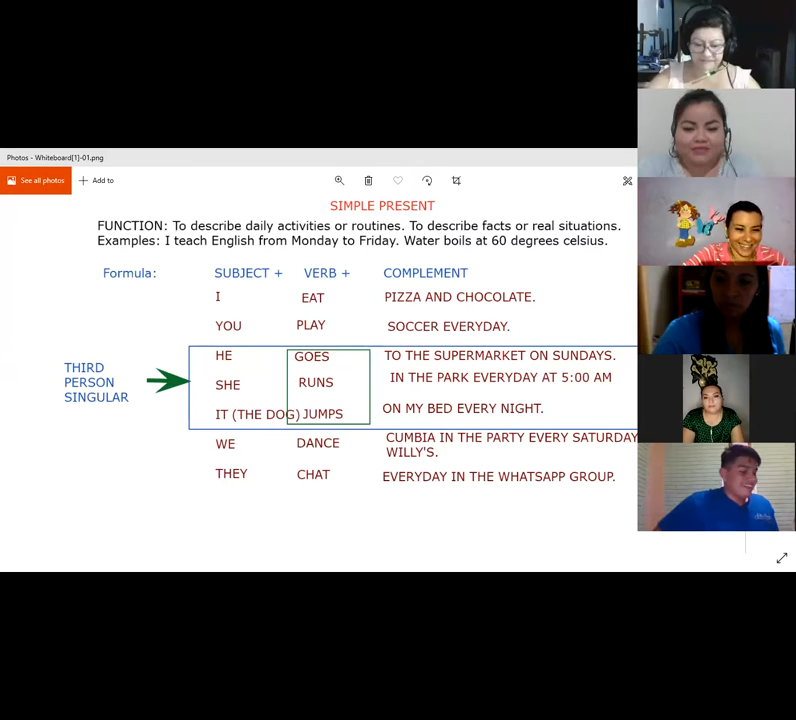 Photos - Whiteboard[1]-01.png
See all photos + Add to
SIMPLE PRESENT
FUNCTION: To describe daily activities or routines. To describe facts or real situations.
Examples: I teach English from Monday to Friday. Water boils at 60 degrees celsius.
Formula: SUBJECT + VERB + COMPLEMENT
I EAT PIZZA AND CHOCOLATE.
YOU PLAY SOCCER EVERYDAY.
HE GOES TO THE SUPERMARKET ON SUNDAYS.
THIRD PERSON SINGULAR
SHE RUNS IN THE PARK EVERYDAY AT 5:00 AM
IT (THE DOG) JUMPS ON MY BED EVERY NIGHT.
WE DANCE CUMBIA IN THE PARTY EVERY SATURDAY
WILLY'S.
THEY CHAT EVERYDAY IN THE WHATSAPP GROUP.